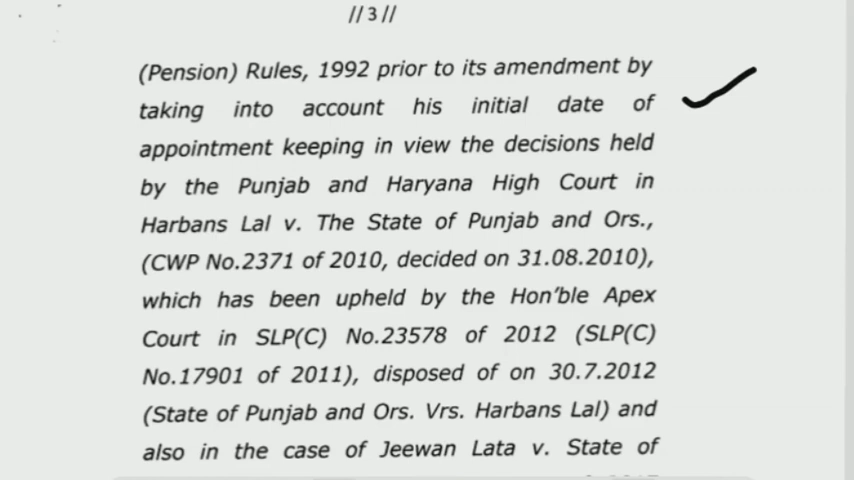 //3//
(Pension) Rules, 1992 prior to its amendment by
taking into account his initial date of
appointment keeping in view the decisions held
by the Punjab and Haryana High Court in
Harbans Lal v. The State of Punjab and Ors.,
(CWP No.2371 of 2010, decided on 31.08.2010),
which has been upheld by the Hon'ble Apex
Court in SLP(C) No.23578 of 2012 (SLP(C)
No.17901 of 2011), disposed of on 30.7.2012
(State of Punjab and Ors. Vrs. Harbans Lal) and
also in the case of Jeewan Lata v. State of